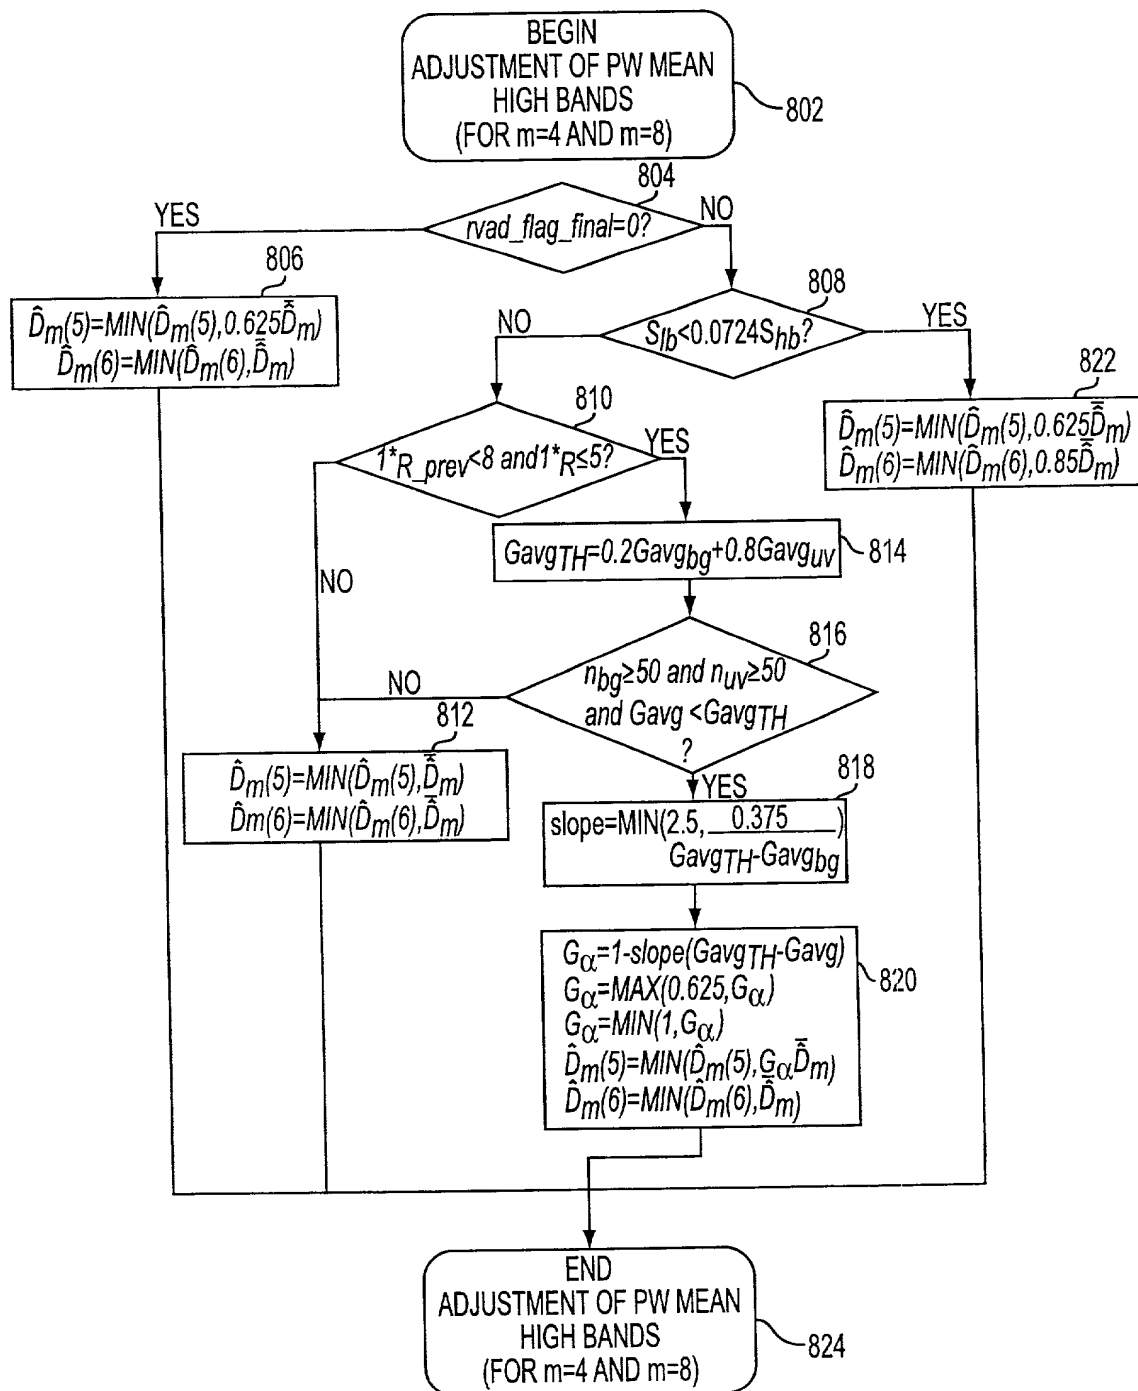 BEGIN
ADJUSTMENT OF PW MEAN
HIGH BANDS
(FOR m=4 AND m=8)
802
804
rvad_flag_final=0?
YES
NO
806
D̂m(5)=MIN(D̂m(5),0.625D̂̄m)
D̂m(6)=MIN(D̂m(6),D̂̄m)
808
Slb<0.0724Shb?
NO
YES
822
D̂m(5)=MIN(D̂m(5),0.625D̂̄m)
D̂m(6)=MIN(D̂m(6),0.85D̂̄m)
810
1*R_prev<8 and1*R≤5?
YES
NO
GavgTH=0.2Gavgbg+0.8Gavguv
814
816
nbg≥50 and nuv≥50
and Gavg <GavgTH
?
NO
YES
812
D̂m(5)=MIN(D̂m(5),D̂̄m)
D̂m(6)=MIN(D̂m(6),D̂̄m)
818
slope=MIN(2.5, 0.375 )
GavgTH-Gavgbg
820
Gα=1-slope(GavgTH-Gavg)
Gα=MAX(0.625,Gα)
Gα=MIN(1,Gα)
D̂m(5)=MIN(D̂m(5),GαD̂̄m)
D̂m(6)=MIN(D̂m(6),D̂̄m)
END
ADJUSTMENT OF PW MEAN
HIGH BANDS
(FOR m=4 AND m=8)
824